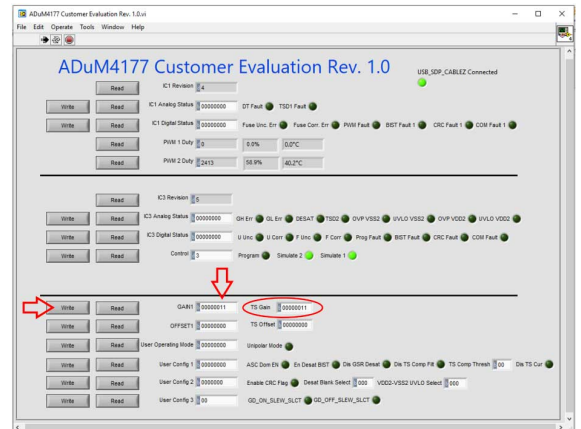 ADuM4177 Customer Evaluation Rev. 1.0.vi
File Edit Operate Tools Window Help
ADuM4177 Customer Evaluation Rev. 1.0
USB_SDP_CABLEZ Connected
Read IC1 Revision 4
Write Read IC1 Analog Status 00000000 DT Fault TSD1 Fault
Write Read IC1 Digital Status 00000000 Fuse Unc. Err Fuse Corr. Err PWM Fault BIST Fault 1 CRC Fault 1 COM Fault 1
Read PWM 1 Duty 0 0.0% 0.0°C
Read PWM 2 Duty 2413 58.9% 40.2°C
Read IC3 Revision 5
Write Read IC3 Analog Status 00000000 GH Err GL Err DESAT TSD2 OVP VSS2 UVLO VSS2 OVP VDD2 UVLO VDD2
Write Read IC3 Digital Status 00000000 U Unc U Corr F Unc F Corr Prog Fault BIST Fault CRC Fault COM Fault
Write Read Control 3 Program Simulate 2 Simulate 1
Write Read GAIN1 00000011 TS Gain 00000011
Write Read OFFSET1 00000000 TS Offset 00000000
Write Read User Operating Mode 00000000 Unipolar Mode
Write Read User Config 1 00000000 ASC Dom EN En Desat BIST Dis GSR Desat Dis TS Comp Filt TS Comp Thresh 00 Dis TS Cur
Write Read User Config 2 00000000 Enable CRC Flag Desat Blank Select 000 VDD2-VSS2 UVLO Select 000
Write Read User Config 3 00 GD_ON_SLEW_SLCT GD_OFF_SLEW_SLCT